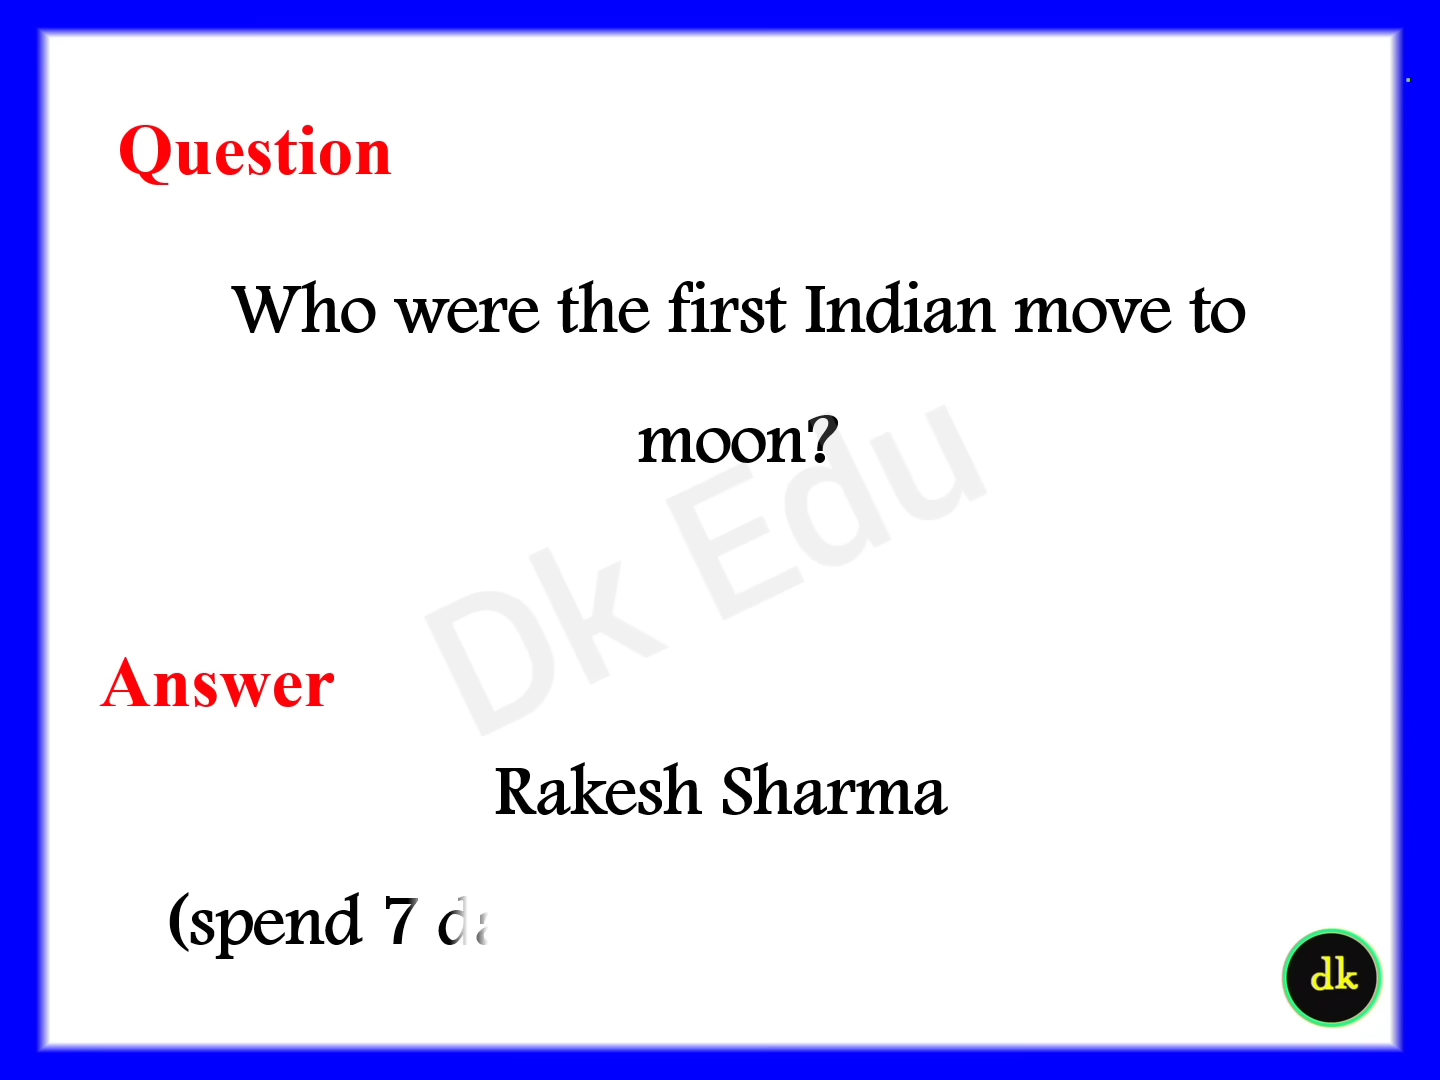 Question
Who were the first Indian move to
moon?
Dk Edu
Answer
Rakesh Sharma
(spend 7
dk